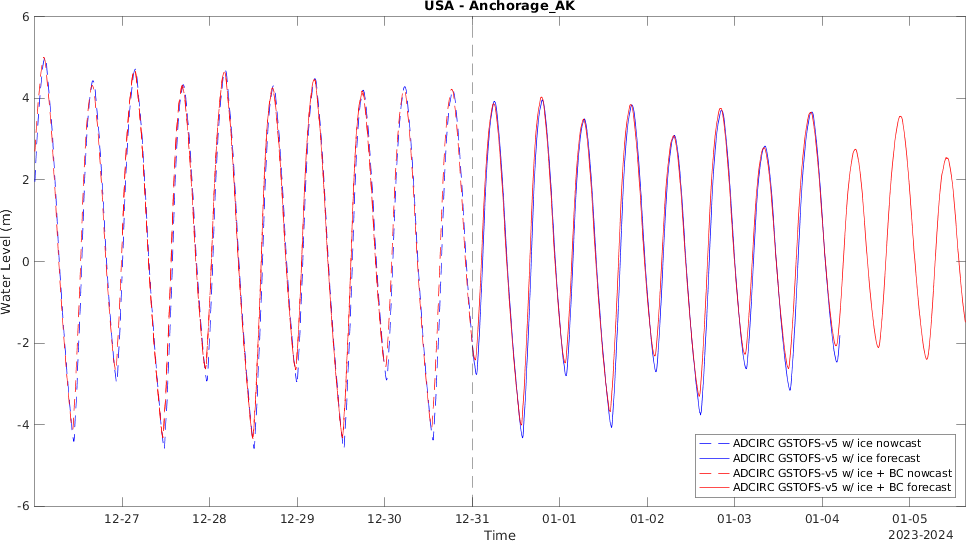 USA - Anchorage_AK
Water Level (m)
6
4
2
0
-2
-4
-6
ADCIRC GSTOFS-v5 w/ ice nowcast
ADCIRC GSTOFS-v5 w/ ice forecast
ADCIRC GSTOFS-v5 w/ ice + BC nowcast
ADCIRC GSTOFS-v5 w/ ice + BC forecast
12-27 12-28 12-29 12-30 12-31 01-01 01-02 01-03 01-04 01-05
Time
2023-2024